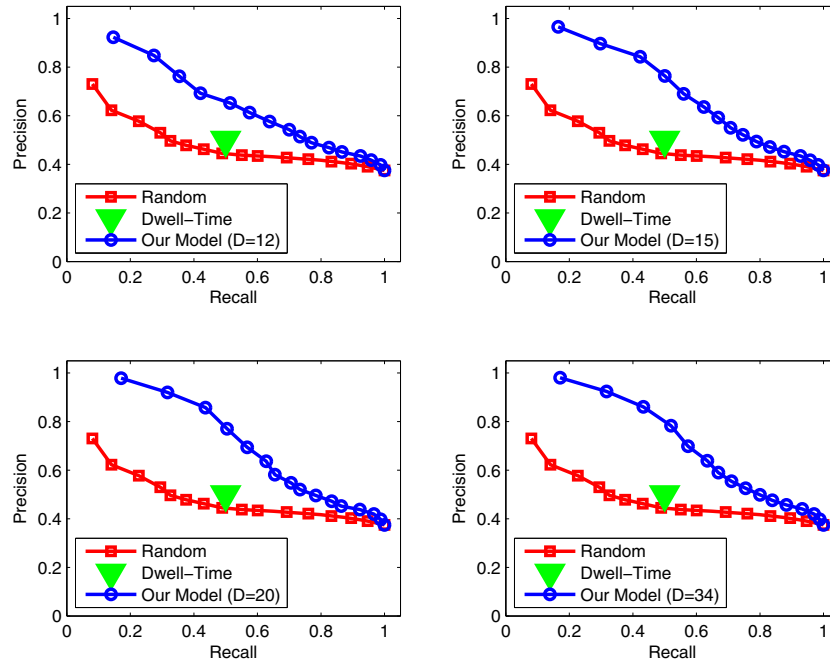 1
0.8
0.6
0.4
0.2
0
Precision
Random
Dwell-Time
Our Model (D=12)
0 0.2 0.4 0.6 0.8 1
Recall
1
0.8
0.6
0.4
0.2
0
Precision
Random
Dwell-Time
Our Model (D=15)
0 0.2 0.4 0.6 0.8 1
Recall
1
0.8
0.6
0.4
0.2
0
Precision
Random
Dwell-Time
Our Model (D=20)
0 0.2 0.4 0.6 0.8 1
Recall
1
0.8
0.6
0.4
0.2
0
Precision
Random
Dwell-Time
Our Model (D=34)
0 0.2 0.4 0.6 0.8 1
Recall